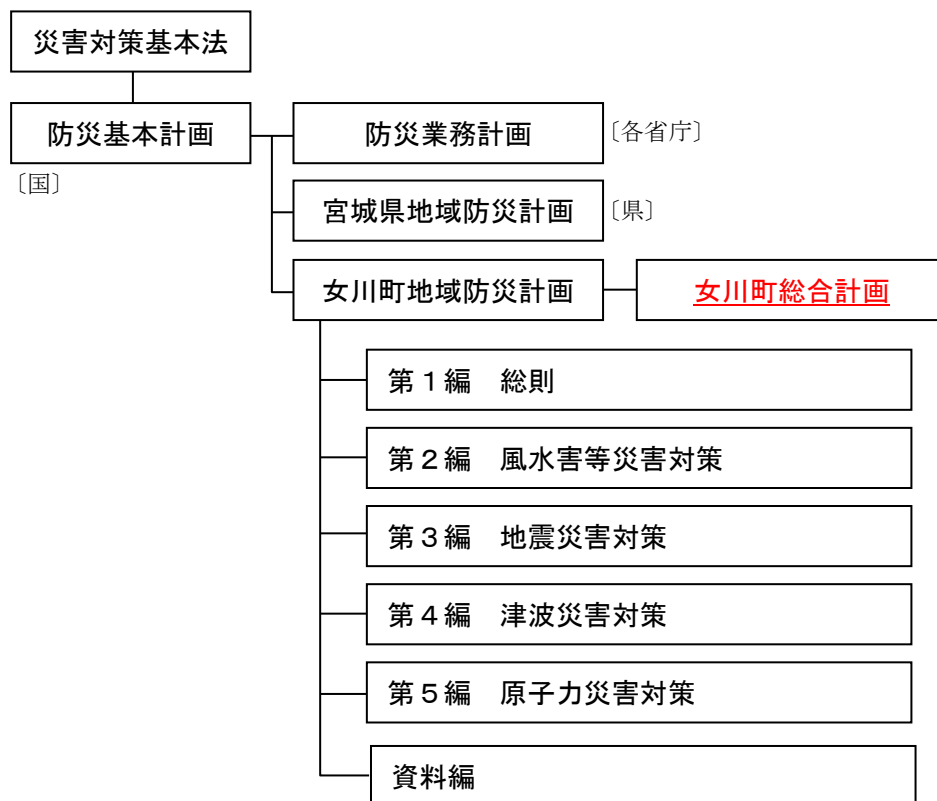 災害対策基本法
防災基本計画
〔国〕
防災業務計画
〔各省庁〕
宮城県地域防災計画
〔県〕
女川町地域防災計画
女川町総合計画
第１編　総則
第２編　風水害等災害対策
第３編　地震災害対策
第４編　津波災害対策
第５編　原子力災害対策
資料編